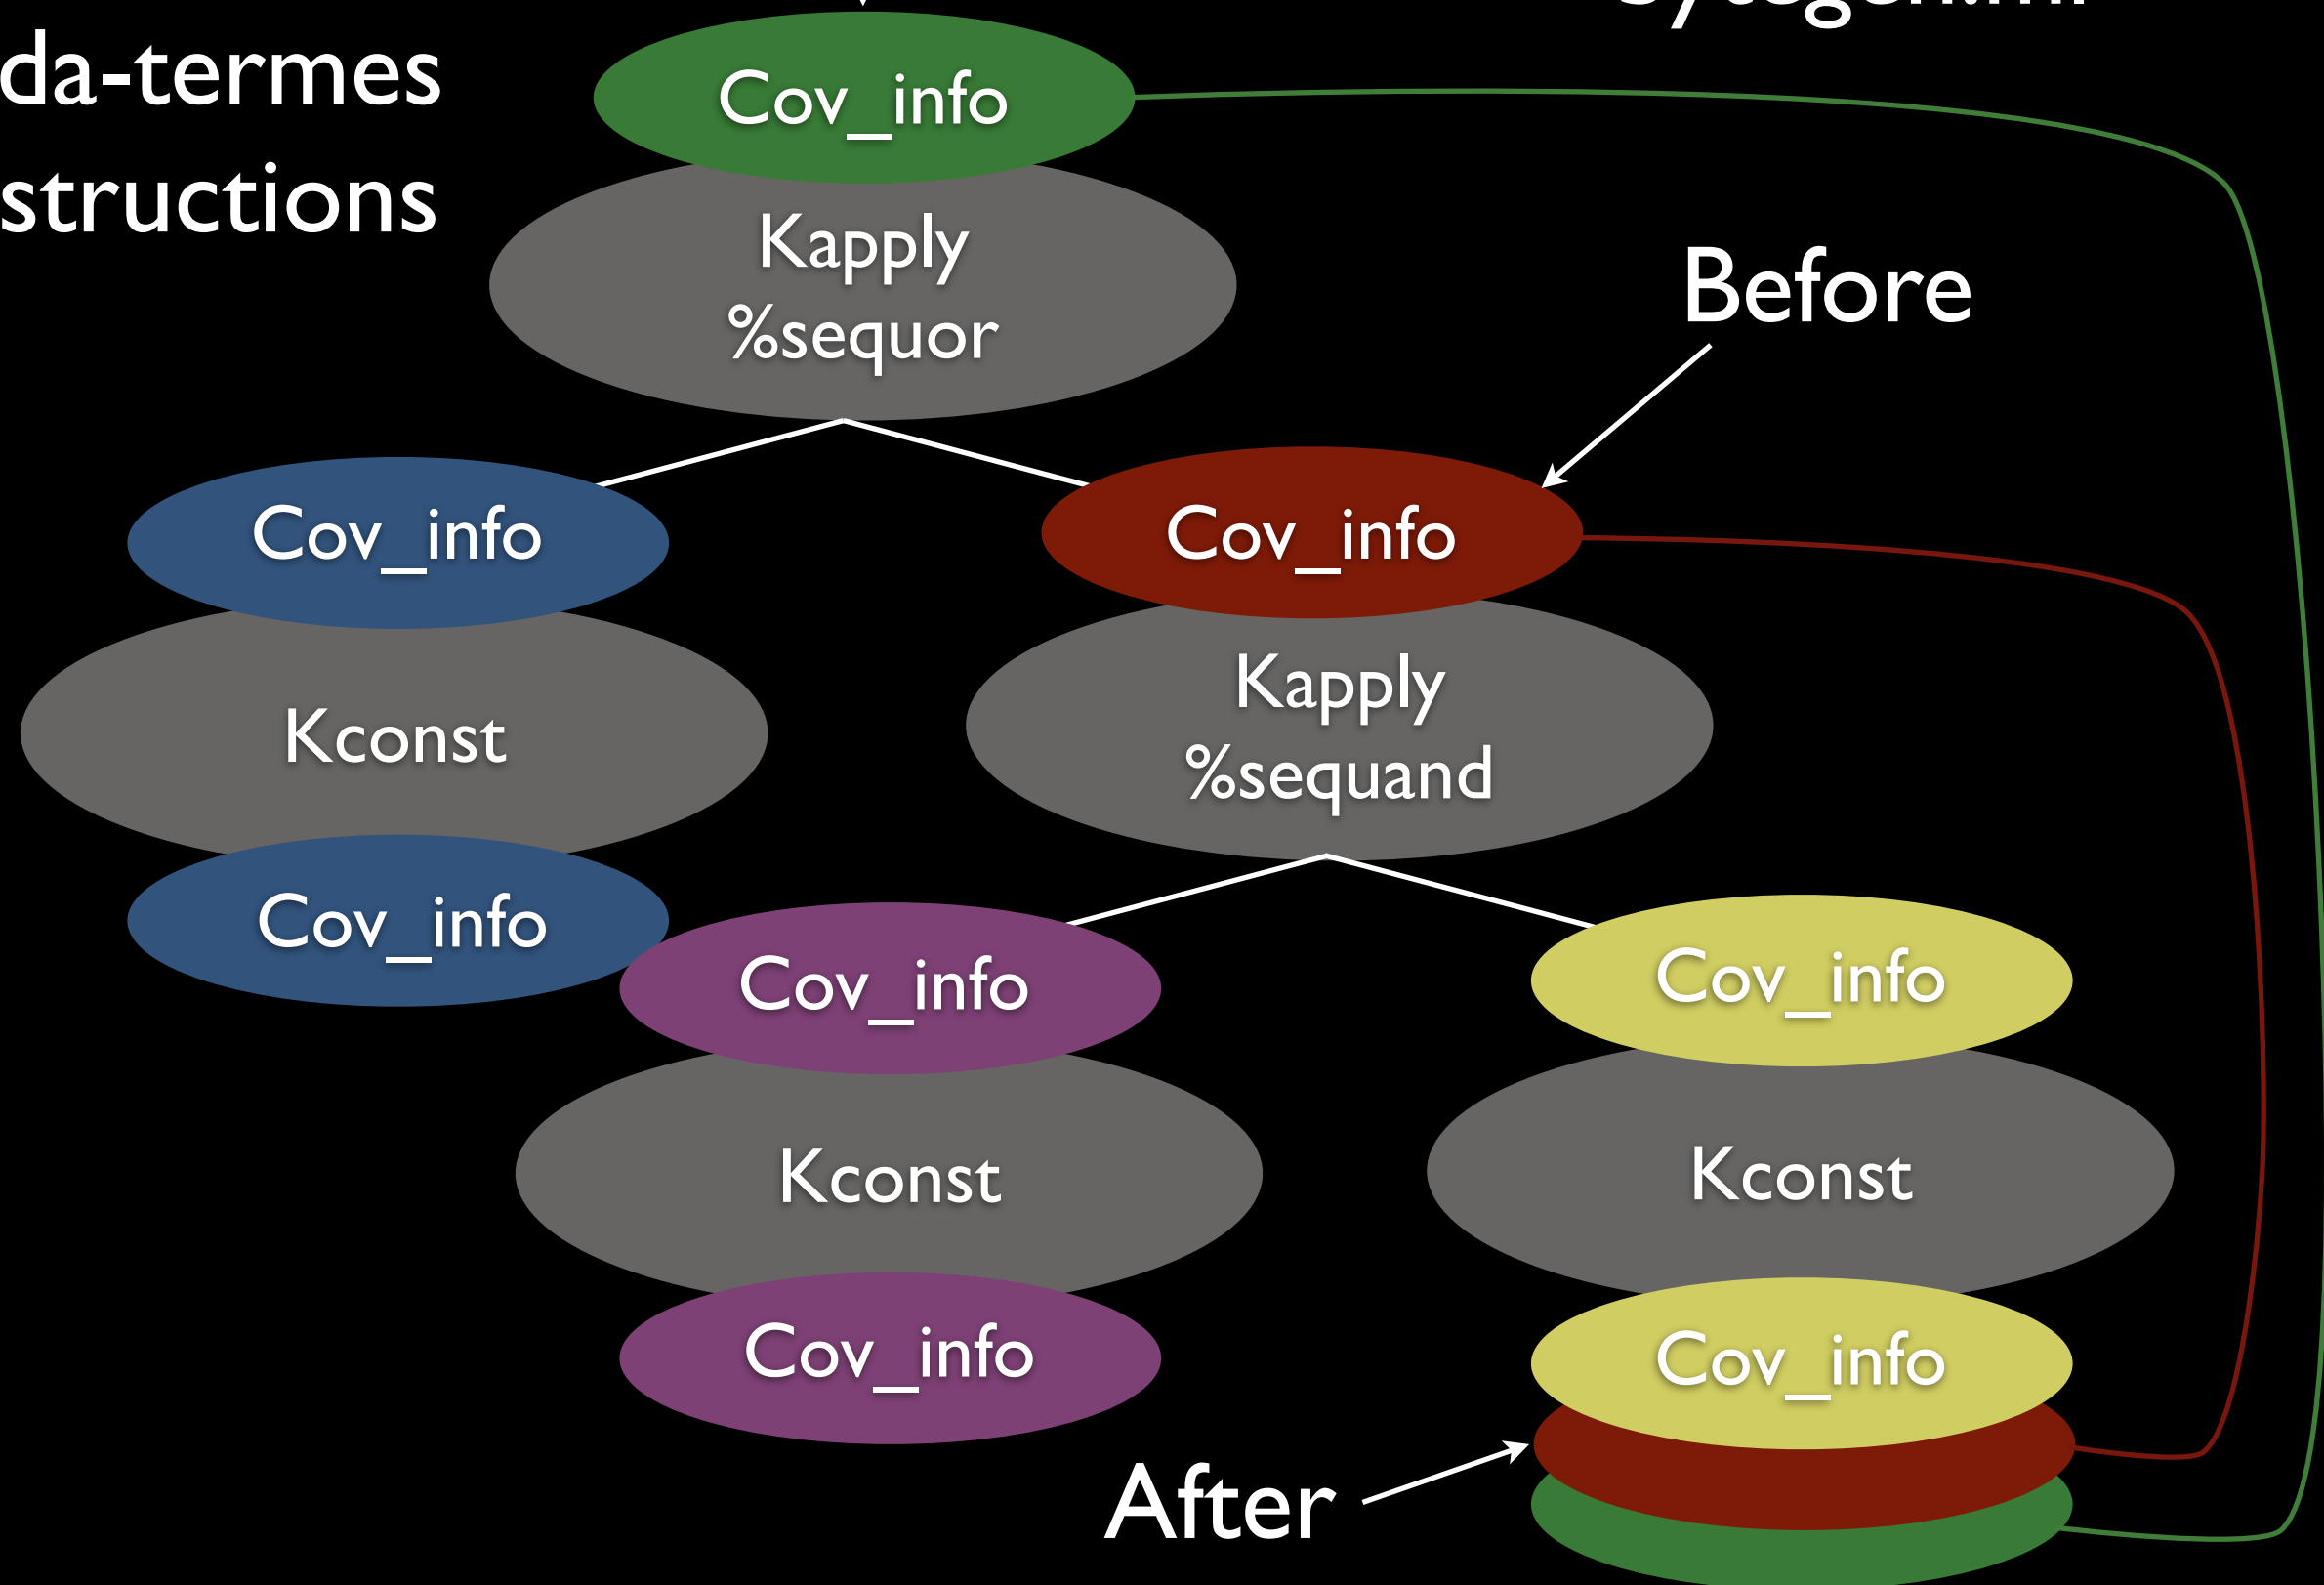 da-termes
structions
Cov_info
Kapply
%sequor
Before
Cov_info
Cov_info
Kconst
Kapply
%sequand
Cov_info
Cov_info
Cov_info
Kconst
Kconst
Cov_info
Cov_info
After